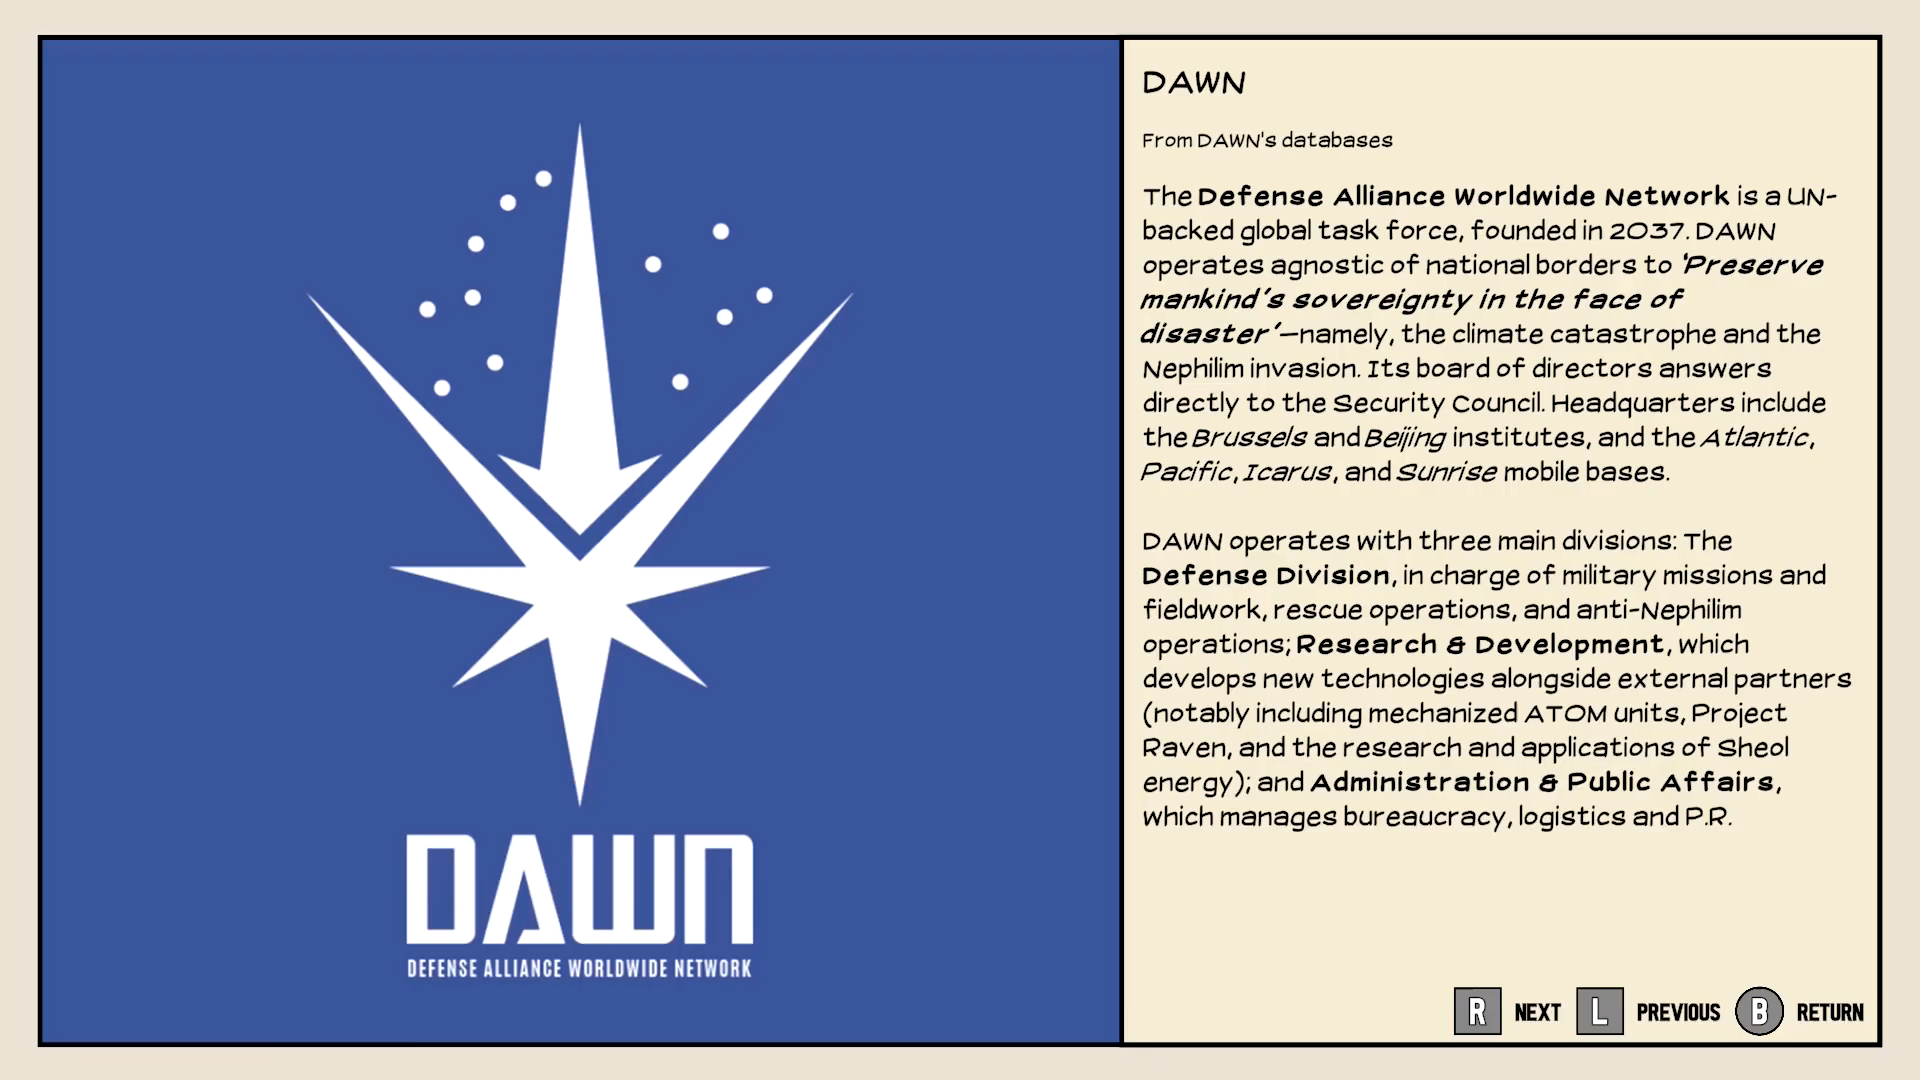 DAWN
DEFENSE ALLIANCE WORLDWIDE NETWORK
DAWN
From DAWN's databases
The Defense Alliance Worldwide Network is a UN-
backed global task force, founded in 2037. DAWN
operates agnostic of national borders to 'Preserve
mankind's sovereignty in the face of
disaster'—namely, the climate catastrophe and the
Nephilim invasion. Its board of directors answers
directly to the Security Council. Headquarters include
the Brussels and Beijing institutes, and the Atlantic,
Pacific, Icarus, and Sunrise mobile bases.
DAWN operates with three main divisions: The
Defense Division, in charge of military missions and
fieldwork, rescue operations, and anti-Nephilim
operations; Research & Development, which
develops new technologies alongside external partners
(notably including mechanized ATOM units, Project
Raven, and the research and applications of Sheol
energy); and Administration & Public Affairs,
which manages bureaucracy, logistics and P.R.
R NEXT L PREVIOUS B RETURN